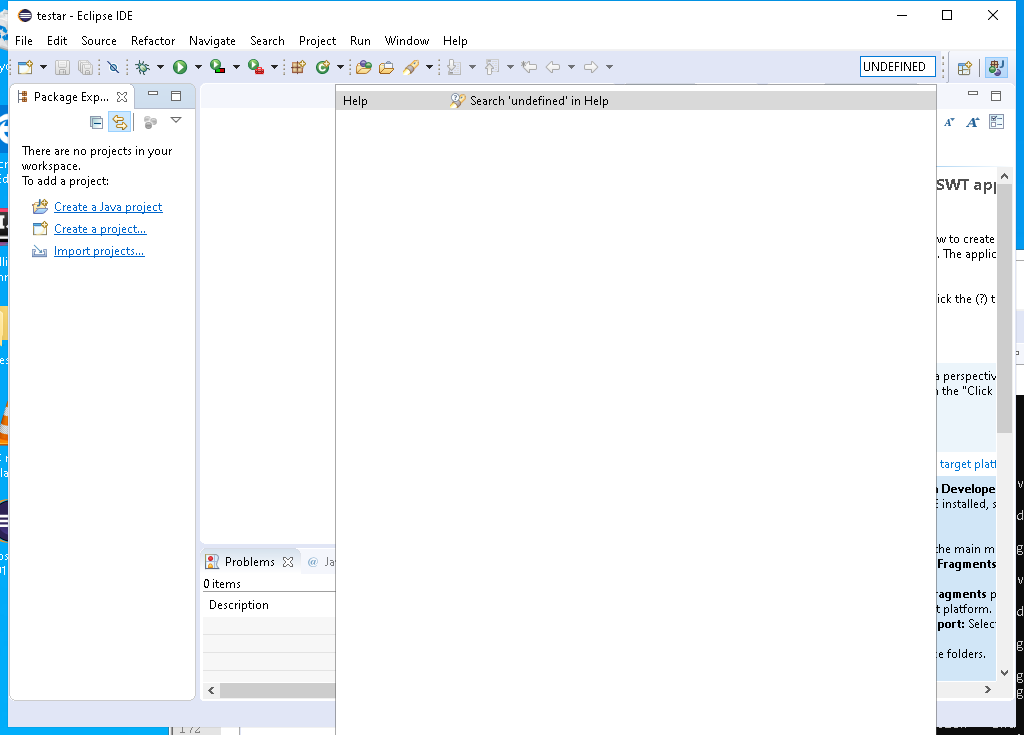 testar - Eclipse IDE
File Edit Source Refactor Navigate Search Project Run Window Help
UNDEFINED
Package Exp...
Help Search 'undefined' in Help
There are no projects in your
workspace.
To add a project:
Create a Java project
Create a project...
Import projects...
SWT
w to create
. The applic
ick the (?) t
a perspectiv
the "Click
target platf
Develope
E installed, s
the main m
Fragments
ragments p
t platform.
port: Selec
ce folders.
Problems
@ Ja
0 items
Description
172